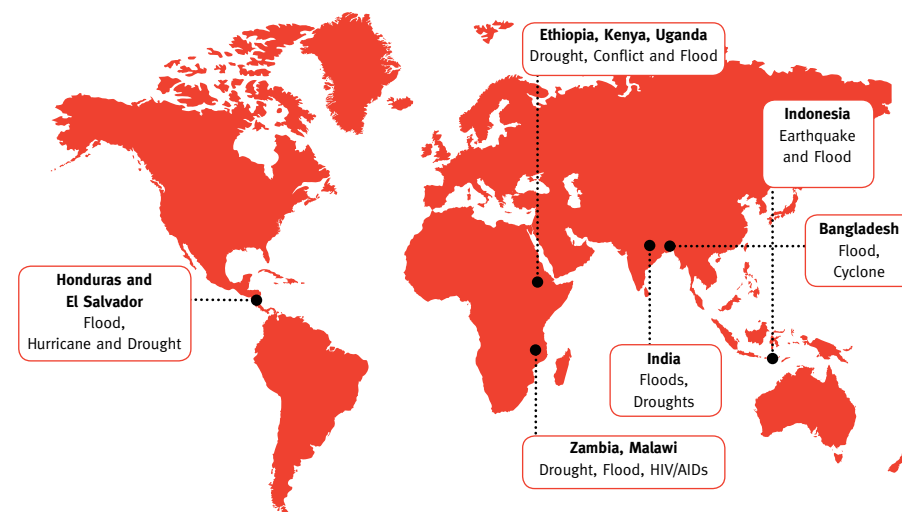 Ethiopia, Kenya, Uganda
Drought, Conflict and Flood
Indonesia
Earthquake
and Flood
Bangladesh
Flood,
Cyclone
Honduras and
El Salvador
Flood,
Hurricane and Drought
India
Floods,
Droughts
Zambia, Malawi
Drought, Flood, HIV/AIDs